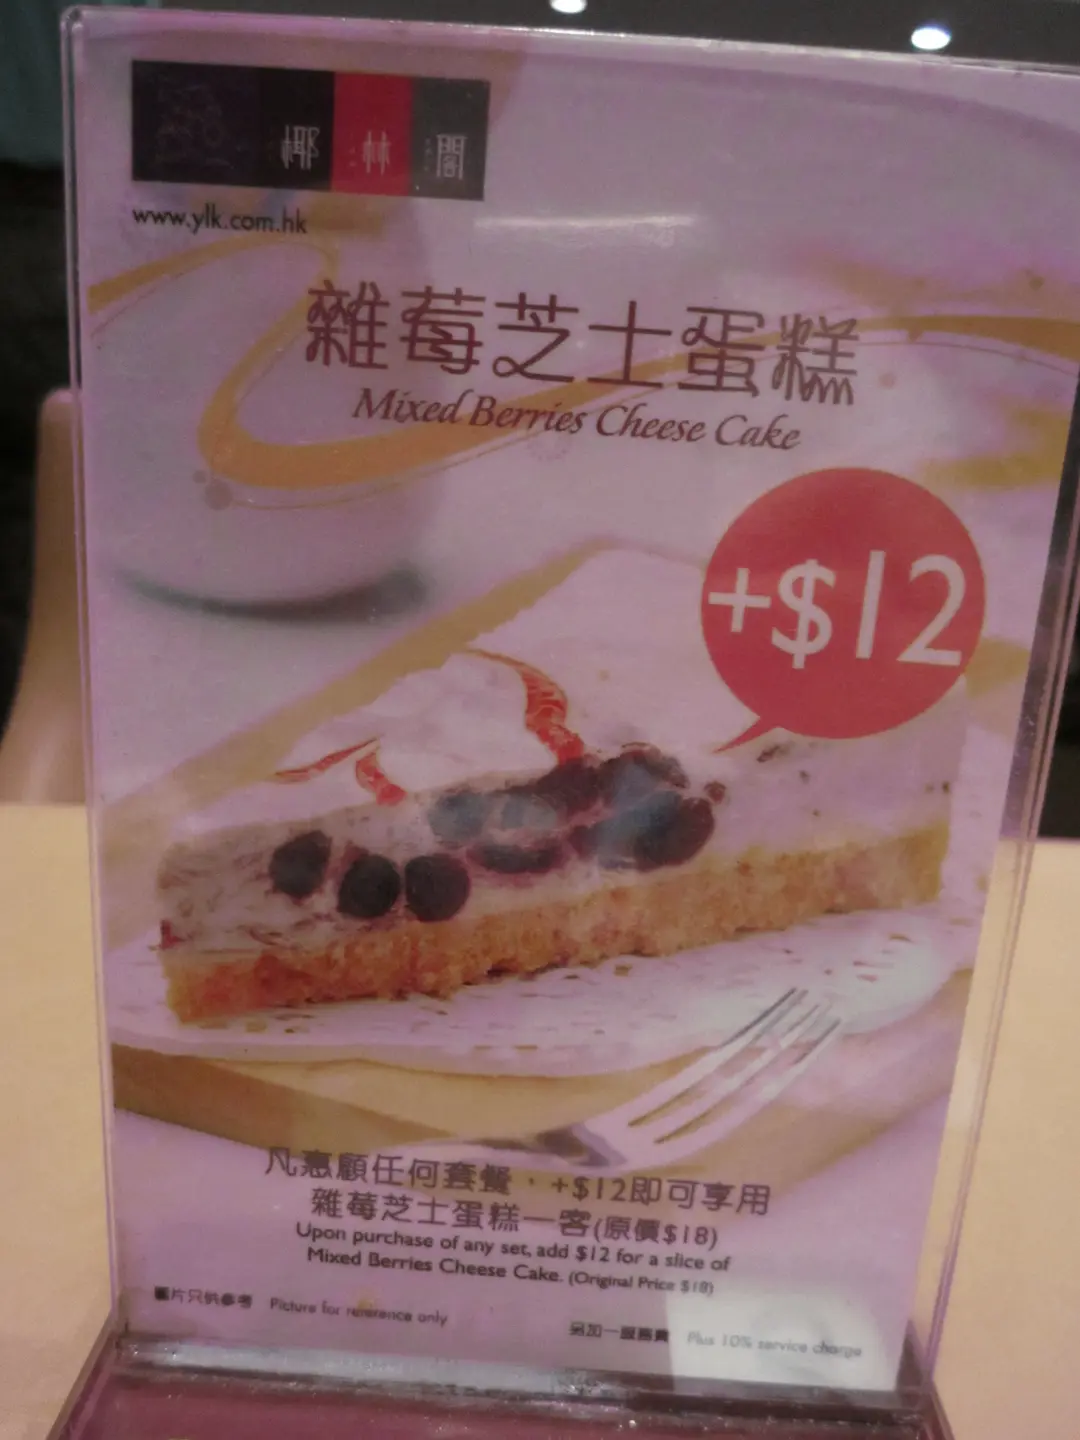 椰林閣
www.ylk.com.hk
雜莓芝士蛋糕
Mixed Berries Cheese Cake
+$12
凡惠顧任何套餐，+$12即可享用
雜莓芝士蛋糕一客(原價$18)
Upon purchase of any set, add $12 for a slice of
Mixed Berries Cheese Cake. (Original Price $18)
圖片只供參考 Picture for reference only
另加一服務費 Plus 10% service charge